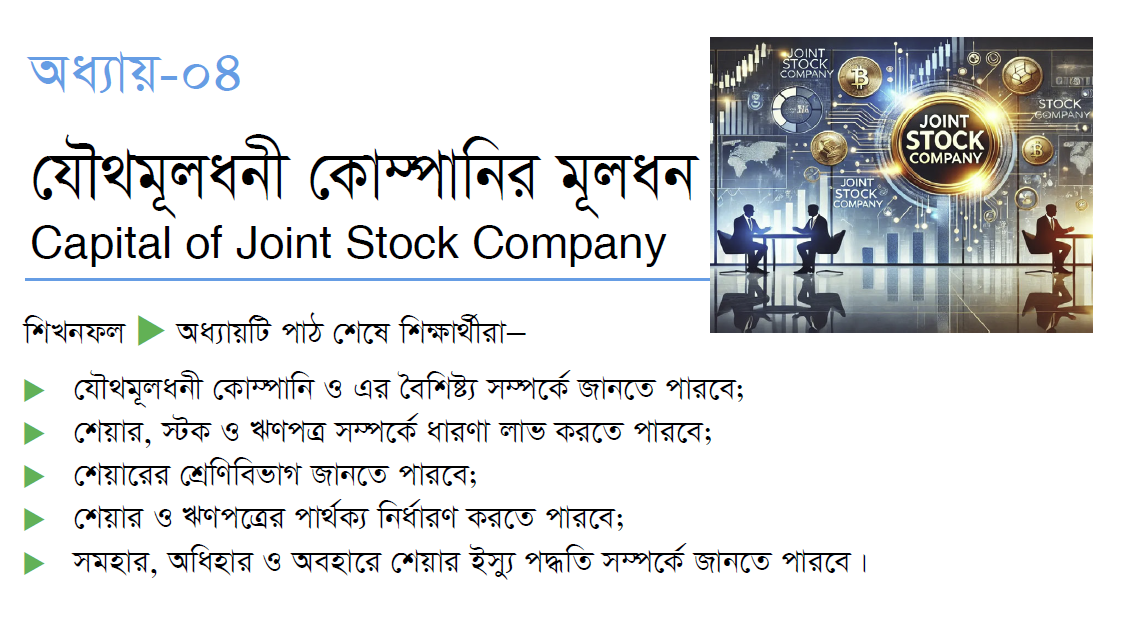 অধ্যায়-০৪
যৌথমূলধনী কোম্পানির মূলধন
Capital of Joint Stock Company
JOINT
STOCK
COMPANY
STOCK
COMPANY
JOINT
STOCK
COMPANY
JOINT
STOCK
COMPANY
শিখনফল ▶ অধ্যায়টি পাঠ শেষে শিক্ষার্থীরা–
▶ যৌথমূলধনী কোম্পানি ও এর বৈশিষ্ট্য সম্পর্কে জানতে পারবে;
▶ শেয়ার, স্টক ও ঋণপত্র সম্পর্কে ধারণা লাভ করতে পারবে;
▶ শেয়ারের শ্রেণিবিভাগ জানতে পারবে;
▶ শেয়ার ও ঋণপত্রের পার্থক্য নির্ধারণ করতে পারবে;
▶ সমহার, অধিহার ও অবহারে শেয়ার ইস্যু পদ্ধতি সম্পর্কে জানতে পারবে।